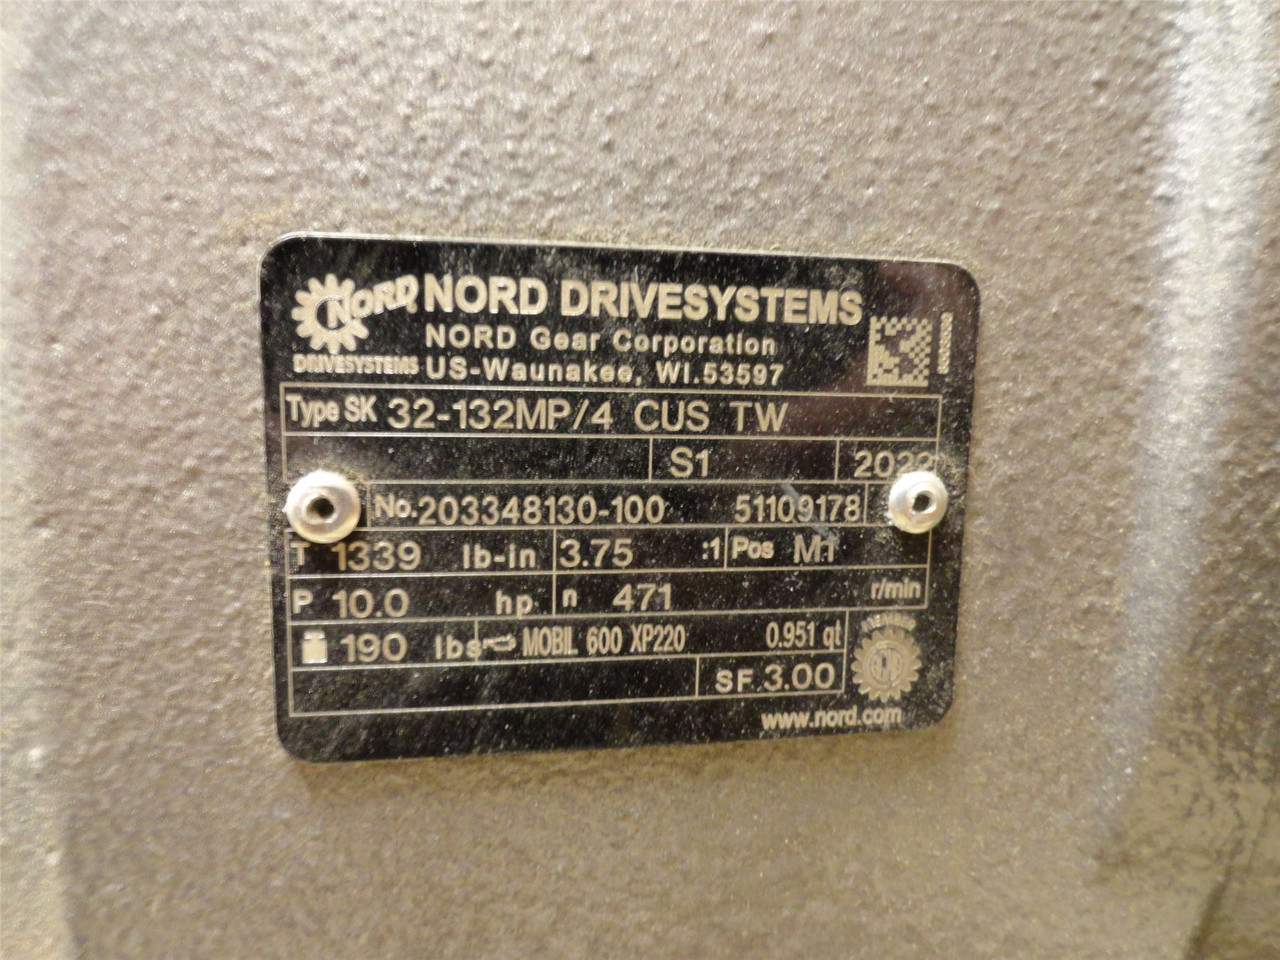 NORD
DRIVESYSTEMS
NORD DRIVESYSTEMS
NORD Gear Corporation
US-Waunakee, WI.53597
Type SK 32-132MP/4 CUS TW
S1 2022
No. 203348130-100 51109178
T 1339 lb-in 3.75 :1 Pos M1
P 10.0 hp n 471 r/min
190 lbs MOBIL 600 XP220 0.951 qt
SF 3.00
MEMBER
www.nord.com